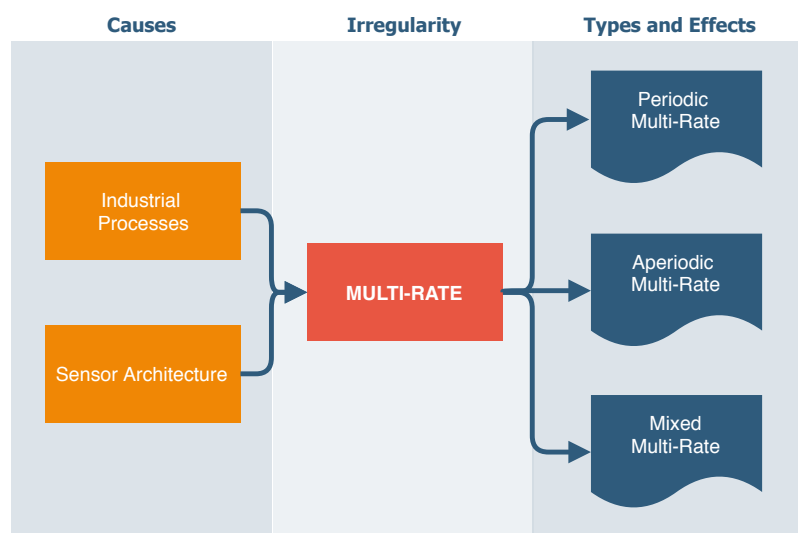 Causes
Irregularity
Types and Effects
Industrial
Processes
Sensor Architecture
MULTI-RATE
Periodic
Multi-Rate
Aperiodic
Multi-Rate
Mixed
Multi-Rate